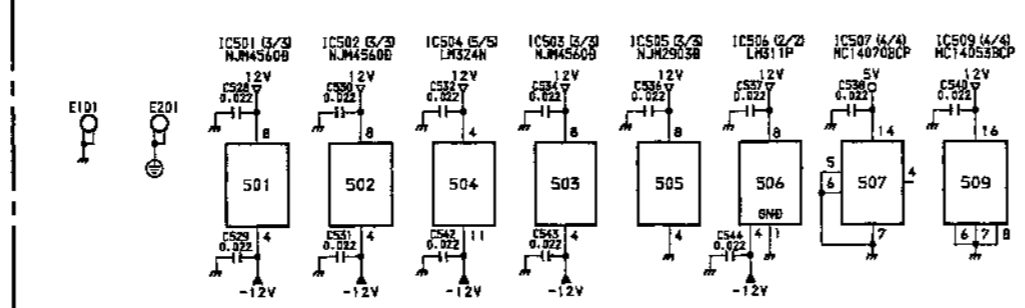 IC501 (3/3) IC502 (3/3) IC504 (5/5) IC503 (3/3) IC505 (3/3) IC506 (2/2) IC507 (4/4) IC509 (4/4)
NJM4560D NJM4560D LM324N NJM4560D NJM2903D LM311P MC14070BCP MC14053BCP
12V 12V 12V 12V 12V 12V 5V 12V
C528 C530 C532 C534 C536 C537 C538 C540
0.022 0.022 0.022 0.022 0.022 0.022 0.022 0.022
E101 E201
8 8 4 8 8 8 14 16
5 4
501 502 504 503 505 506 507 509
6
GND
C529 C531 C542 C543 C544
0.022 0.022 0.022 0.022 0.022
4 4 11 4 4 4 1 7 6 7 8
-12V -12V -12V -12V -12V